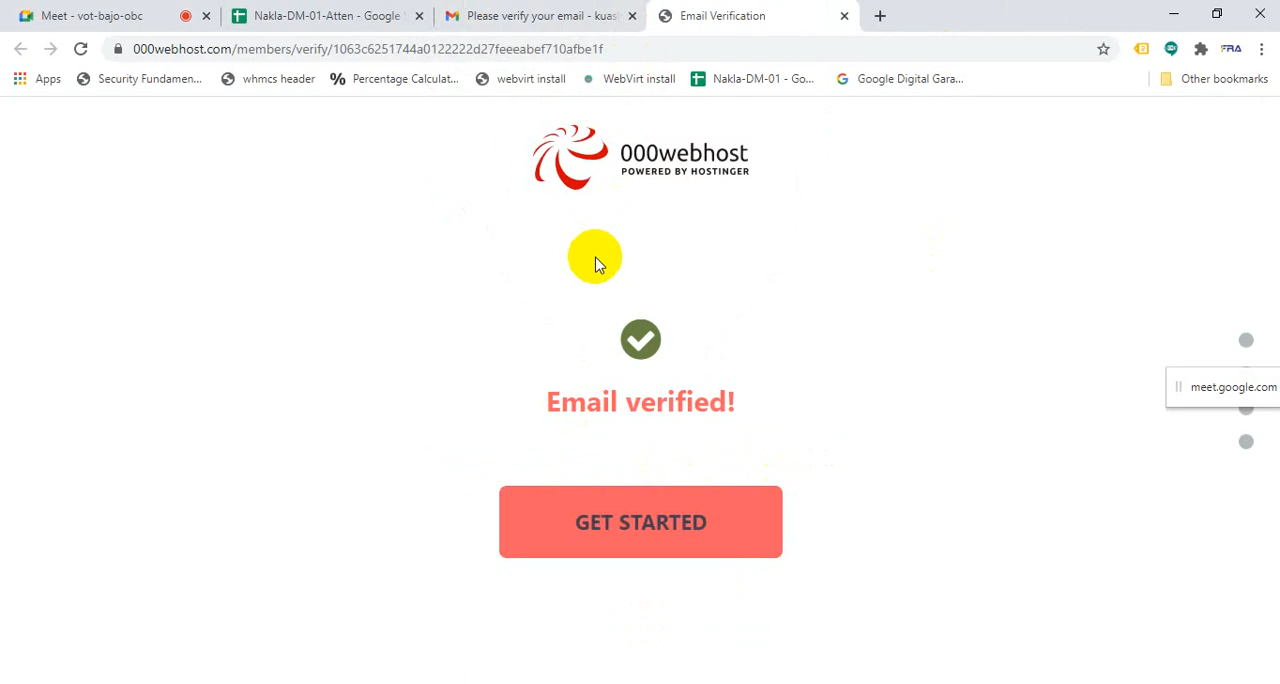 Meet - vot-bajo-obc
Nakla-DM-01-Atten - Google S
Please verify your email - kuas
Email Verification
000webhost.com/members/verify/1063c6251744a0122222d27feeeabef710afbe1f
Apps
Security Fundamen...
whmcs header
Percentage Calculat...
webvirt install
WebVirt install
Nakla-DM-01 - Go...
Google Digital Gara...
Other bookmarks
000webhost
POWERED BY HOSTINGER
meet.google.com
Email verified!
GET STARTED